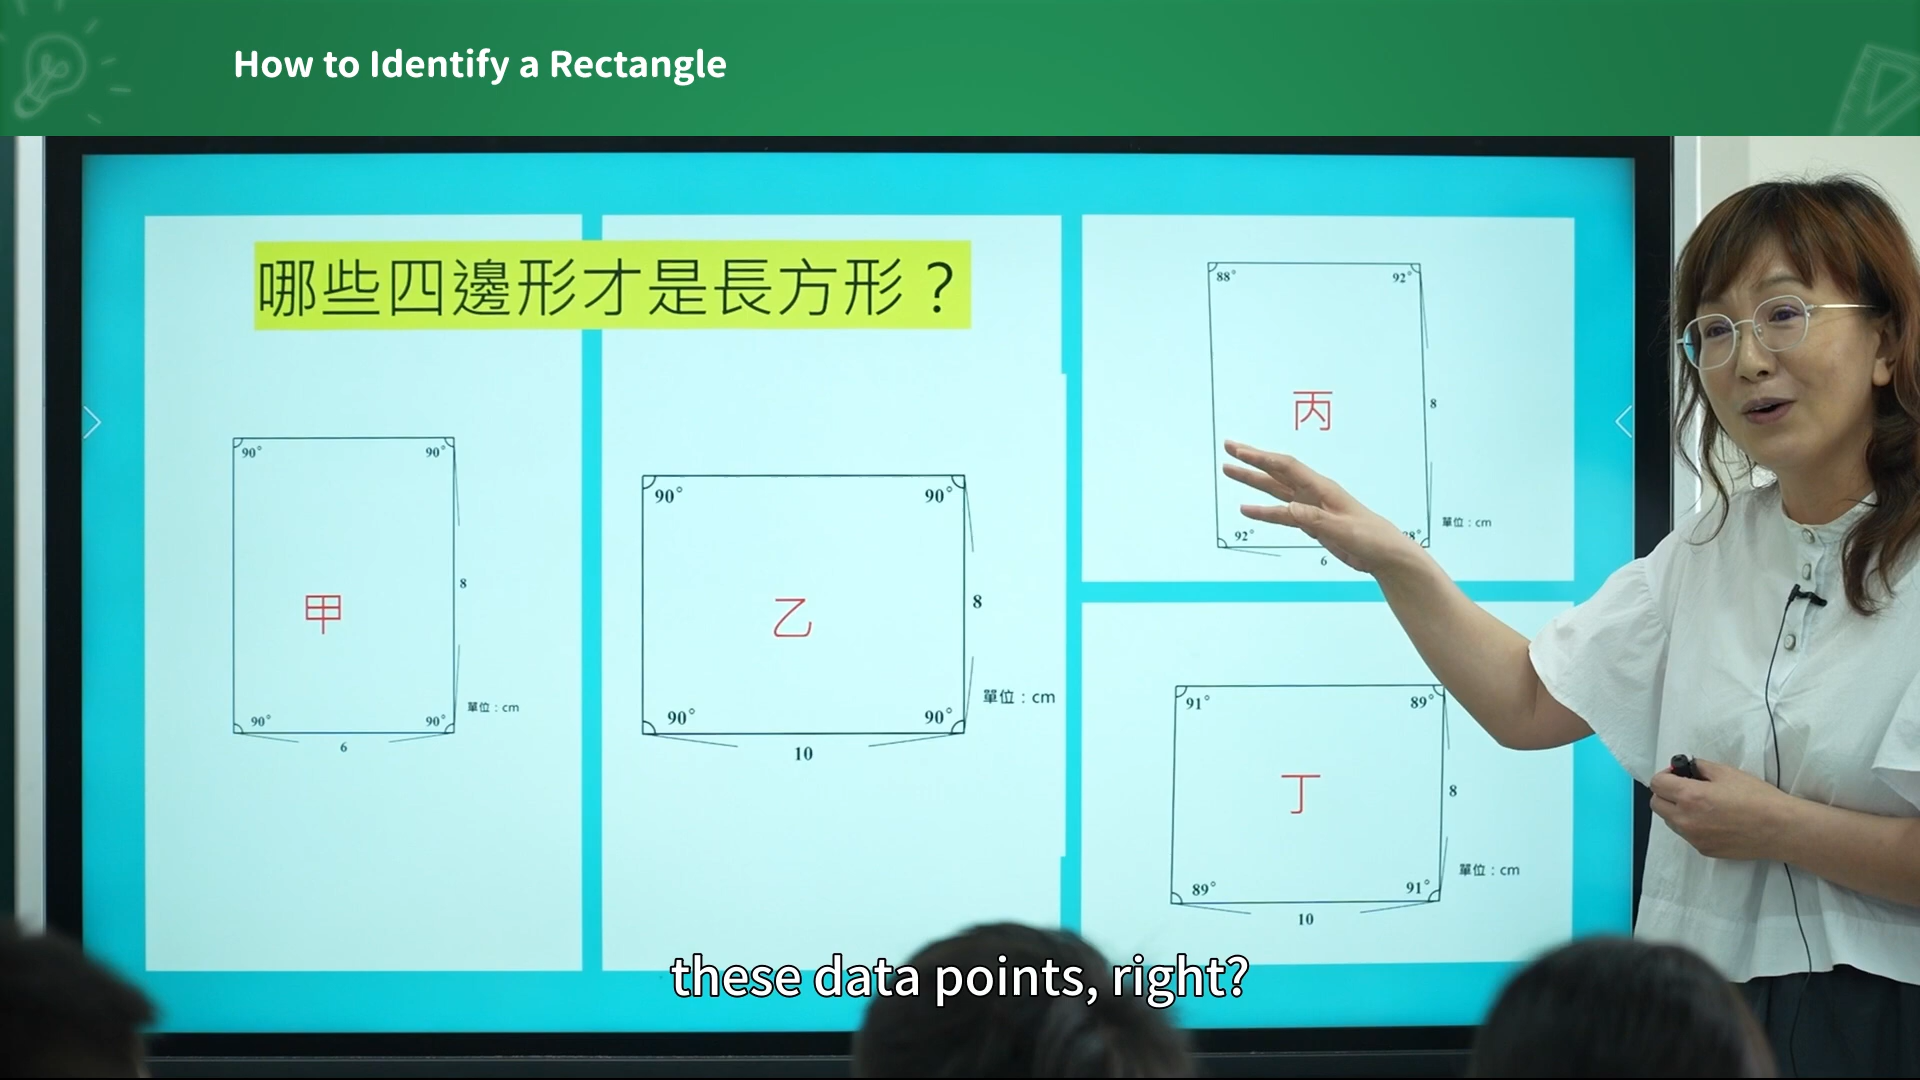 How to Identify a Rectangle
哪些四邊形才是長方形？
90° 90°
甲
8
90° 90°
單位：cm
6
90° 90°
乙
8
90° 90°
單位：cm
10
88° 92°
丙
8
92°
單位：cm
6
91° 89°
丁
8
89° 91°
單位：cm
10
these data points, right?